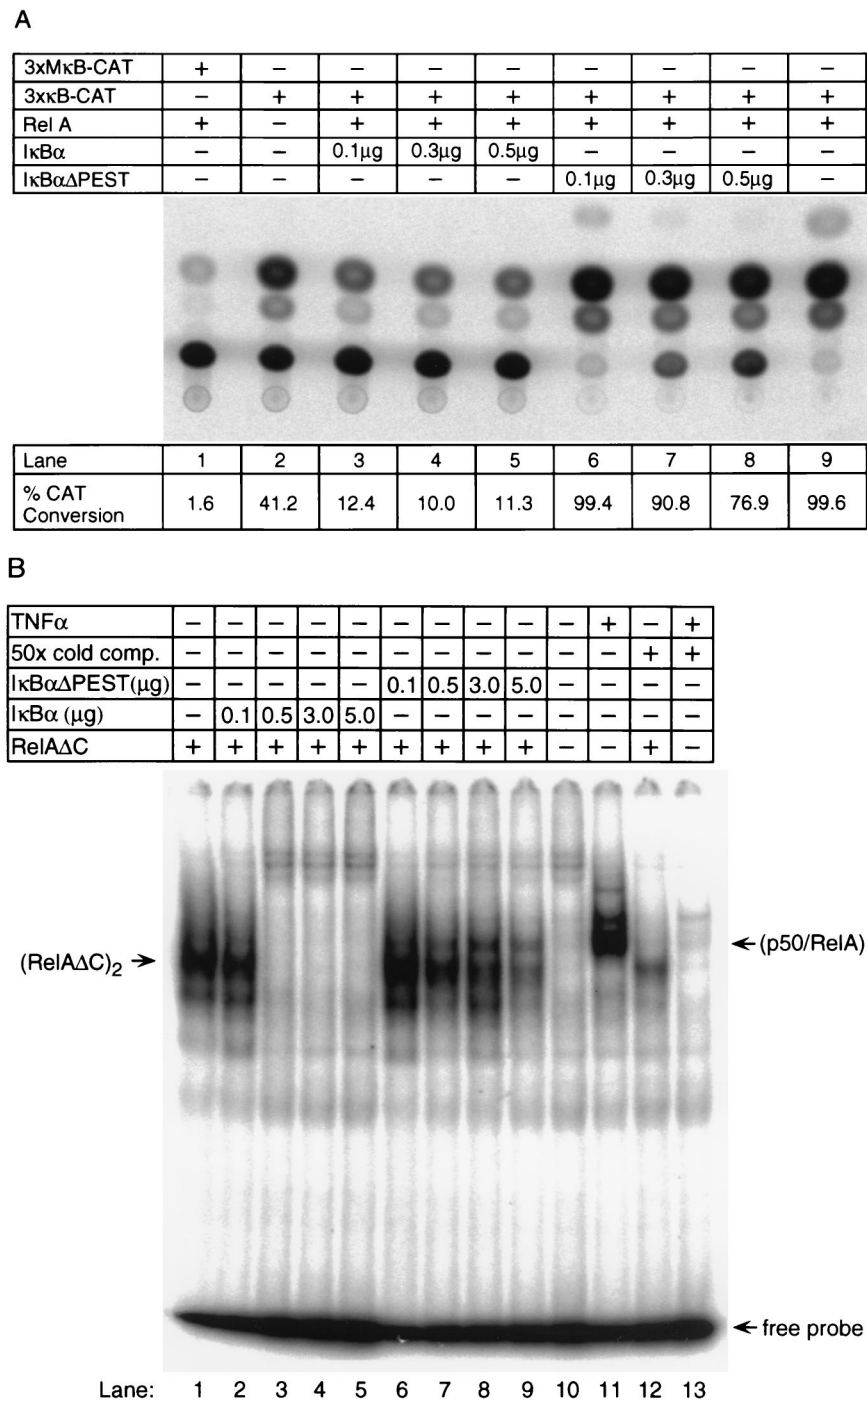 A
3xMκB-CAT + − − − − − − − −
3xκB-CAT − + + + + + + + +
Rel A + − + + + + + + +
IκBα − − 0.1μg 0.3μg 0.5μg − − − −
IκBαΔPEST − − − − − 0.1μg 0.3μg 0.5μg −
Lane 1 2 3 4 5 6 7 8 9
% CAT Conversion 1.6 41.2 12.4 10.0 11.3 99.4 90.8 76.9 99.6
B
TNFα − − − − − − − − − − + − +
50x cold comp. − − − − − − − − − − − + +
IκBαΔPEST(μg) − − − − − 0.1 0.5 3.0 5.0 − − − −
IκBα (μg) − 0.1 0.5 3.0 5.0 − − − − − − − −
RelAΔC + + + + + + + + + − − + −
(RelAΔC)2
(p50/RelA)
free probe
Lane: 1 2 3 4 5 6 7 8 9 10 11 12 13